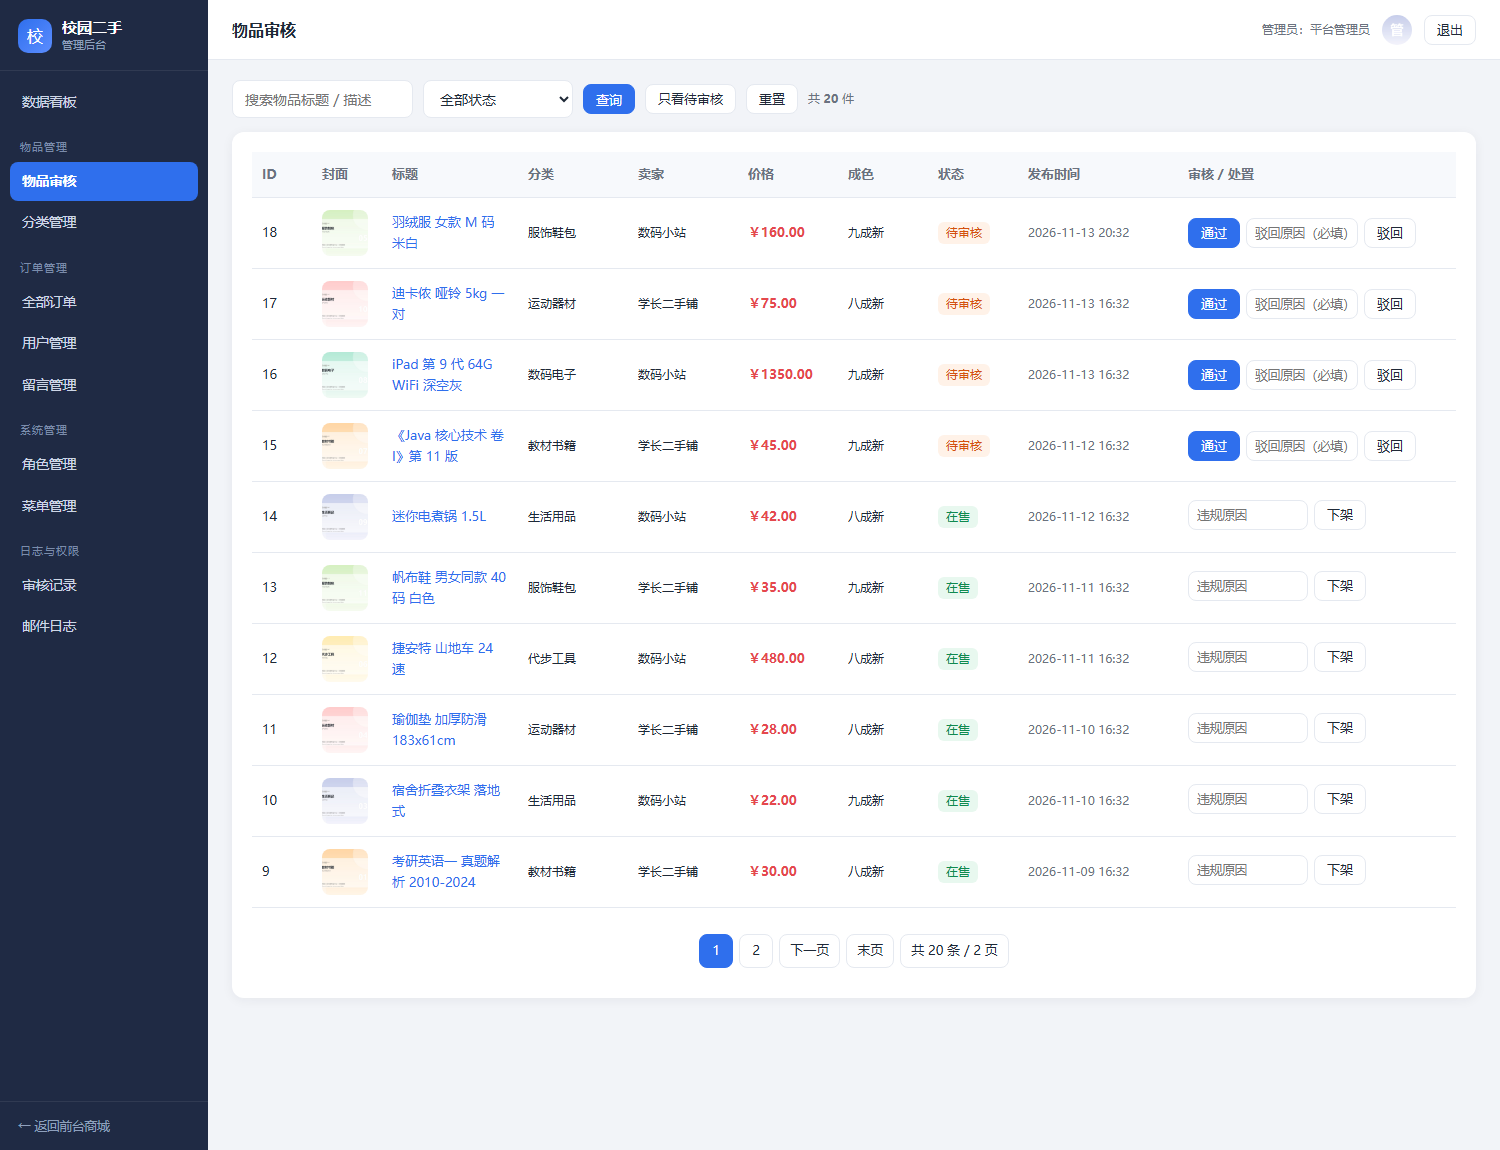 校
校园二手
管理后台
数据看板
物品管理
物品审核
分类管理
订单管理
全部订单
用户管理
留言管理
系统管理
角色管理
菜单管理
日志与权限
审核记录
邮件日志
← 返回前台商城
物品审核
管理员：平台管理员
管
退出
搜索物品标题 / 描述
全部状态
查询
只看待审核
重置
共 20 件
ID 封面 标题 分类 卖家 价格 成色 状态 发布时间 审核 / 处置
18 羽绒服 女款 M 码 米白 服饰鞋包 数码小站 ¥160.00 九成新 待审核 2026-11-13 20:32 通过 驳回原因（必填） 驳回
17 迪卡侬 哑铃 5kg 一对 运动器材 学长二手铺 ¥75.00 八成新 待审核 2026-11-13 16:32 通过 驳回原因（必填） 驳回
16 iPad 第 9 代 64G WiFi 深空灰 数码电子 数码小站 ¥1350.00 九成新 待审核 2026-11-13 16:32 通过 驳回原因（必填） 驳回
15 《Java 核心技术 卷I》第 11 版 教材书籍 学长二手铺 ¥45.00 九成新 待审核 2026-11-12 16:32 通过 驳回原因（必填） 驳回
14 迷你电煮锅 1.5L 生活用品 数码小站 ¥42.00 八成新 在售 2026-11-12 16:32 违规原因 下架
13 帆布鞋 男女同款 40 码 白色 服饰鞋包 学长二手铺 ¥35.00 九成新 在售 2026-11-11 16:32 违规原因 下架
12 捷安特 山地车 24 速 代步工具 数码小站 ¥480.00 八成新 在售 2026-11-11 16:32 违规原因 下架
11 瑜伽垫 加厚防滑 183x61cm 运动器材 学长二手铺 ¥28.00 八成新 在售 2026-11-10 16:32 违规原因 下架
10 宿舍折叠衣架 落地式 生活用品 数码小站 ¥22.00 九成新 在售 2026-11-10 16:32 违规原因 下架
9 考研英语一 真题解析 2010-2024 教材书籍 学长二手铺 ¥30.00 八成新 在售 2026-11-09 16:32 违规原因 下架
1 2 下一页 末页 共 20 条 / 2 页